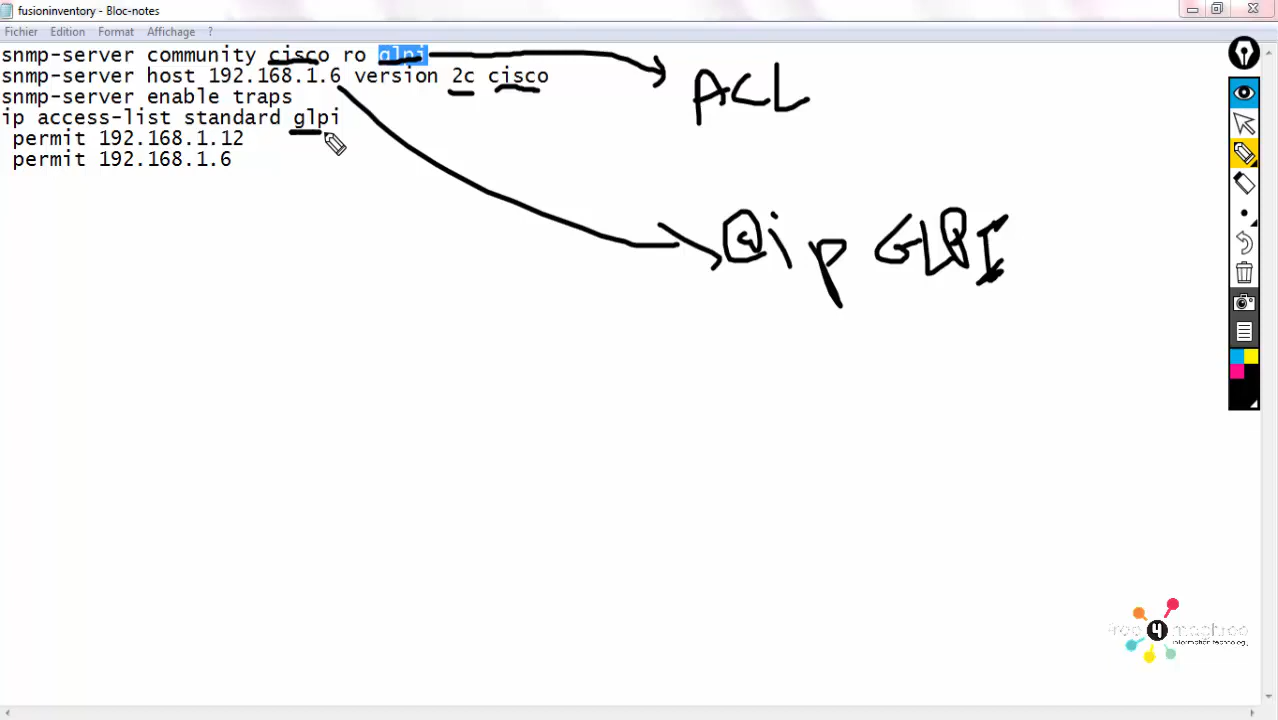 fusioninventory - Bloc-notes
Fichier Edition Format Affichage ?
snmp-server community cisco ro glpi
snmp-server host 192.168.1.6 version 2c cisco
snmp-server enable traps
ip access-list standard glpi
permit 192.168.1.12
permit 192.168.1.6
ACL
@ip GLPI
4